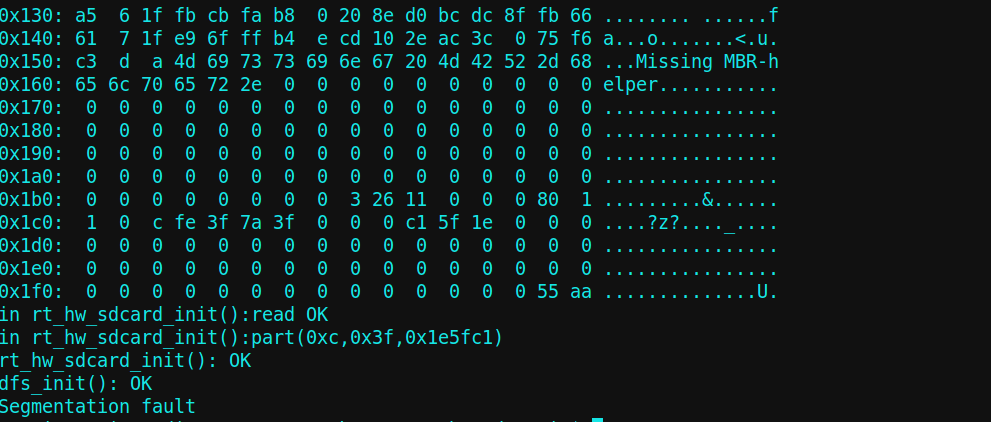 0x130: a5  6 1f fb cb fa b8  0 20 8e d0 bc dc 8f fb 66 ........ ......f
0x140: 61  7 1f e9 6f ff b4  e cd 10 2e ac 3c  0 75 f6 a...o.......<.u.
0x150: c3  d  a 4d 69 73 73 69 6e 67 20 4d 42 52 2d 68 ...Missing MBR-h
0x160: 65 6c 70 65 72 2e  0  0  0  0  0  0  0  0  0  0 elper...........
0x170:  0  0  0  0  0  0  0  0  0  0  0  0  0  0  0  0 ................
0x180:  0  0  0  0  0  0  0  0  0  0  0  0  0  0  0  0 ................
0x190:  0  0  0  0  0  0  0  0  0  0  0  0  0  0  0  0 ................
0x1a0:  0  0  0  0  0  0  0  0  0  0  0  0  0  0  0  0 ................
0x1b0:  0  0  0  0  0  0  0  0  3 26 11  0  0  0 80  1 .........&......
0x1c0:  1  0  c fe 3f 7a 3f  0  0  0 c1 5f 1e  0  0  0 ....?z?...._....
0x1d0:  0  0  0  0  0  0  0  0  0  0  0  0  0  0  0  0 ................
0x1e0:  0  0  0  0  0  0  0  0  0  0  0  0  0  0  0  0 ................
0x1f0:  0  0  0  0  0  0  0  0  0  0  0  0  0  0 55 aa ..............U.
in rt_hw_sdcard_init():read OK
in rt_hw_sdcard_init():part(0xc,0x3f,0x1e5fc1)
rt_hw_sdcard_init(): OK
dfs_init(): OK
Segmentation fault